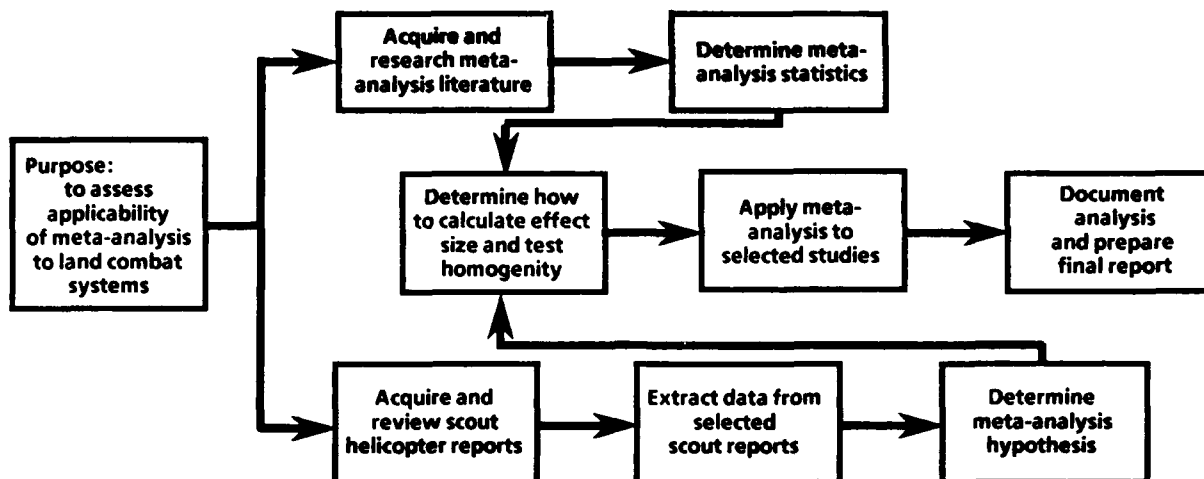 Acquire and
research meta-
analysis literature
Determine meta-
analysis statistics
Purpose:
to assess
applicability
of meta-analysis
to land combat
systems
Determine how
to calculate effect
size and test
homogenity
Apply meta-
analysis to
selected studies
Document
analysis
and prepare
final report
Acquire and
review scout
helicopter reports
Extract data from
selected
scout reports
Determine
meta-analysis
hypothesis